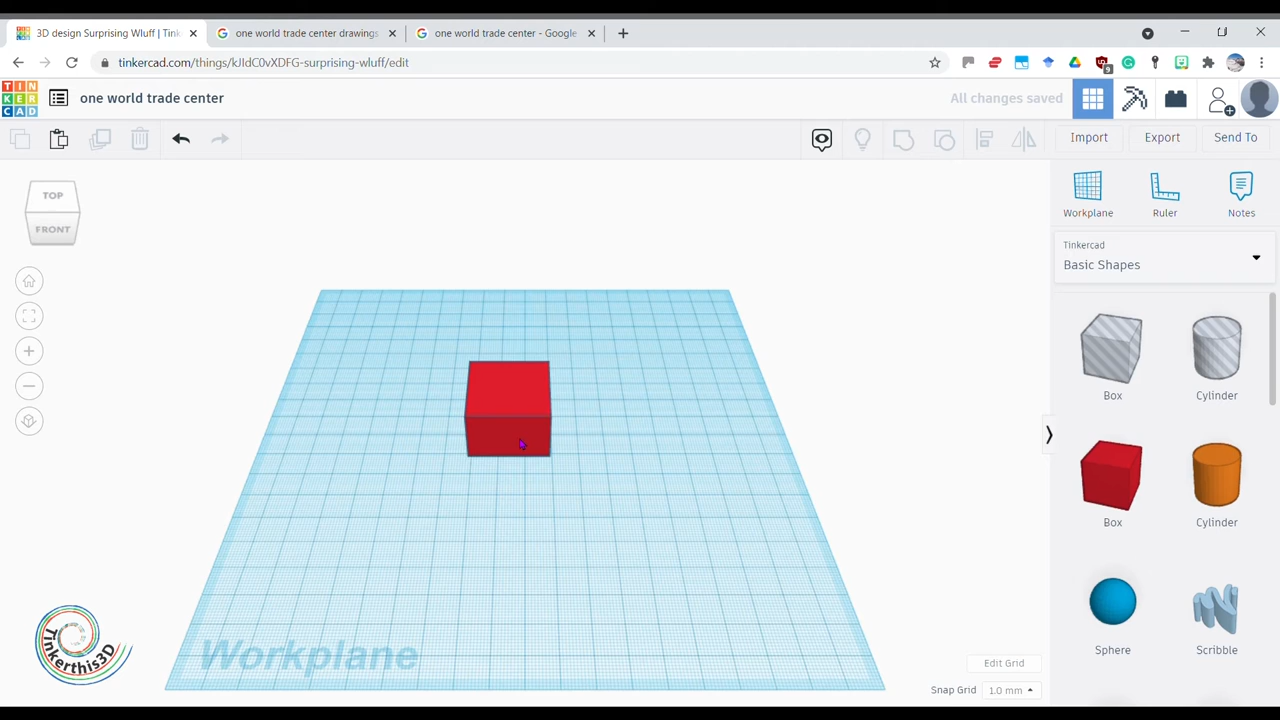 3D design Surprising Wluff | Tink
one world trade center drawings
one world trade center - Google
tinkercad.com/things/kJIdC0vXDFG-surprising-wluff/edit
9
TIN
KER
CAD
one world trade center
All changes saved
Import
Export
Send To
TOP
FRONT
Workplane
Ruler
Notes
Tinkercad
Basic Shapes
Box
Cylinder
Box
Cylinder
Sphere
Scribble
Tinkerthis3D
Workplane
Edit Grid
Snap Grid
1.0 mm